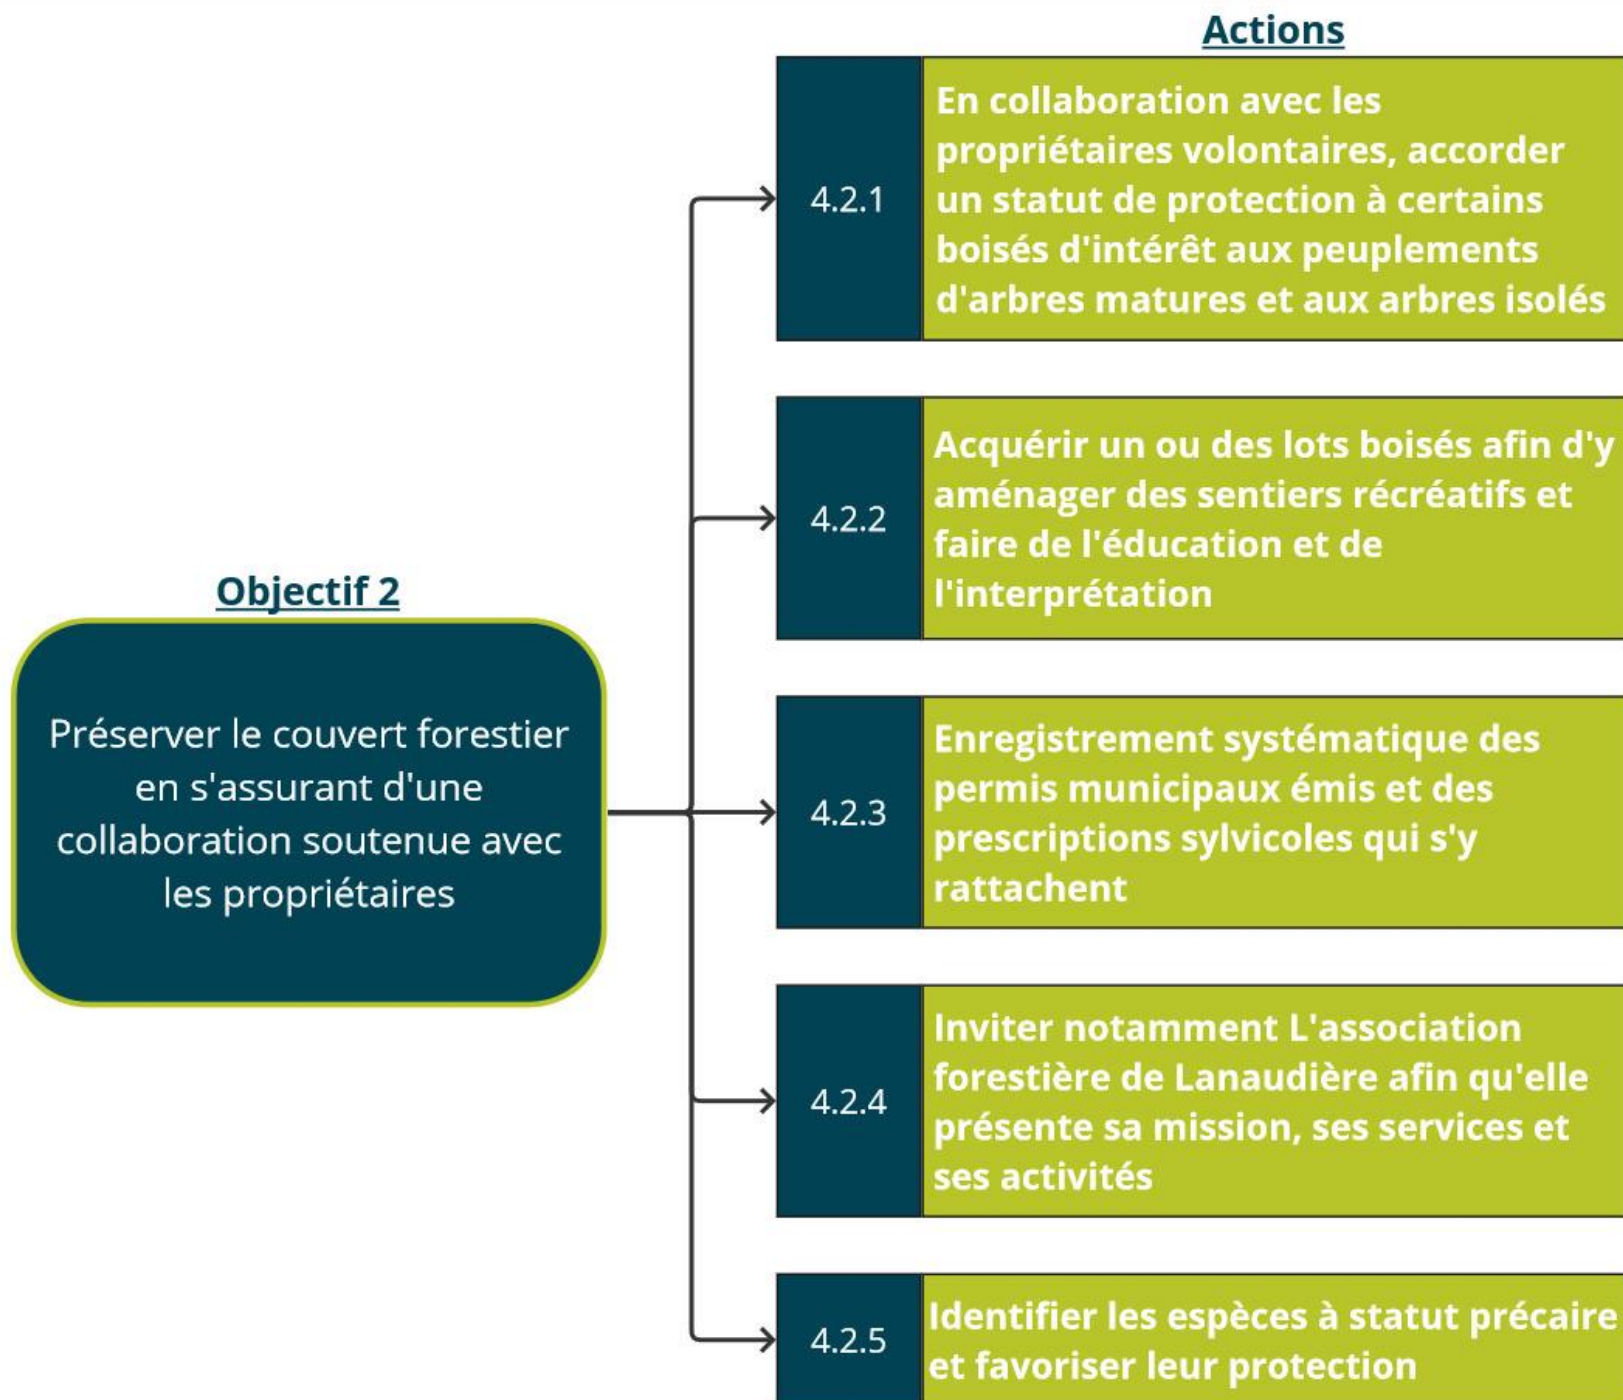 Actions
4.2.1
En collaboration avec les
propriétaires volontaires, accorder
un statut de protection à certains
boisés d'intérêt aux peuplements
d'arbres matures et aux arbres isolés
4.2.2
Acquérir un ou des lots boisés afin d'y
aménager des sentiers récréatifs et
faire de l'éducation et de
l'interprétation
Objectif 2
Préserver le couvert forestier
en s'assurant d'une
collaboration soutenue avec
les propriétaires
4.2.3
Enregistrement systématique des
permis municipaux émis et des
prescriptions sylvicoles qui s'y
rattachent
4.2.4
Inviter notamment L'association
forestière de Lanaudière afin qu'elle
présente sa mission, ses services et
ses activités
4.2.5
Identifier les espèces à statut précaire
et favoriser leur protection